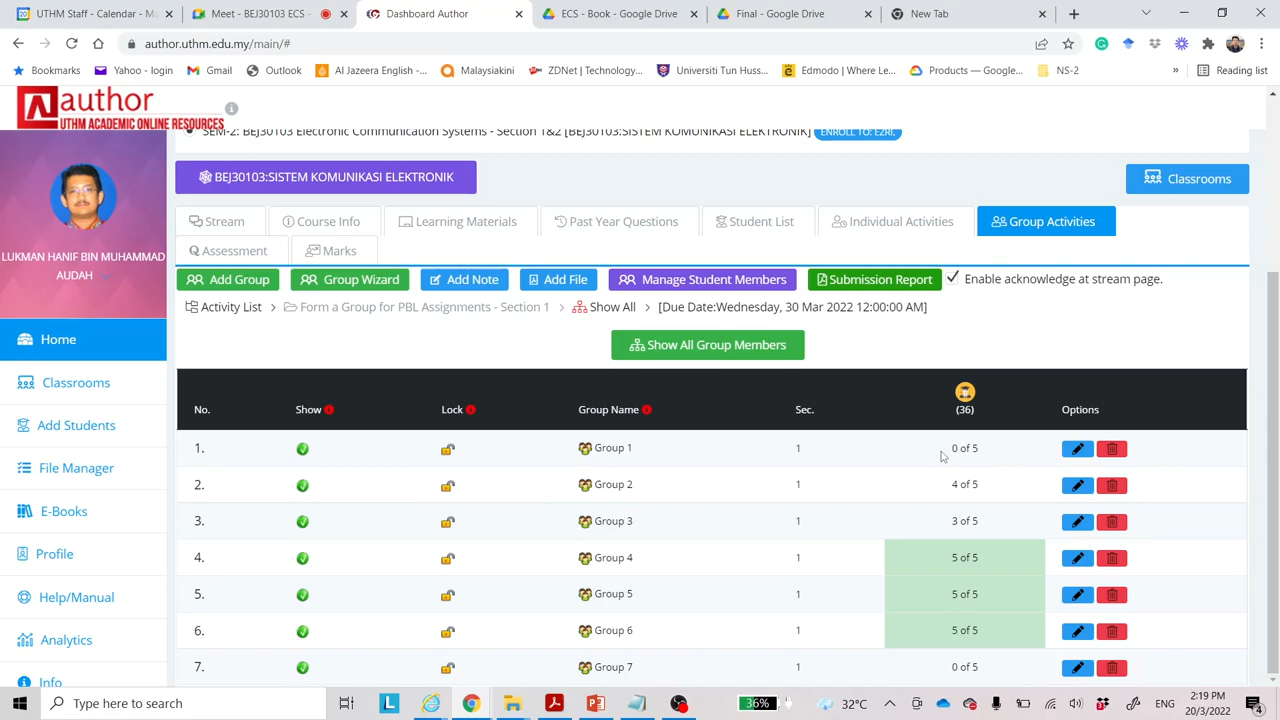 UTHM Calendar - Ma
Meet - BEJ30103 ECS -
Dashboard Author
ECS - Book - Google Drive
Final - Google Drive
New Tab
author.uthm.edu.my/main/#
Bookmarks
Yahoo - login
Gmail
Outlook
Al Jazeera English -...
Malaysiakini
ZDNet | Technology...
Universiti Tun Huss...
Edmodo | Where Le...
Products — Google...
NS-2
»
Reading list
author
UTHM ACADEMIC ONLINE RESOURCES
SEM-2: BEJ30103 Electronic Communication Systems - Section 1&2 [BEJ30103:SISTEM KOMUNIKASI ELEKTRONIK] ENROLL TO: EZRI,
BEJ30103:SISTEM KOMUNIKASI ELEKTRONIK
Classrooms
Stream
Course Info
Learning Materials
Past Year Questions
Student List
Individual Activities
Group Activities
Assessment
Marks
LUKMAN HANIF BIN MUHAMMAD
AUDAH
Home
Classrooms
Add Students
File Manager
E-Books
Profile
Help/Manual
Analytics
Info
Add Group
Group Wizard
Add Note
Add File
Manage Student Members
Submission Report
Enable acknowledge at stream page.
Activity List > Form a Group for PBL Assignments - Section 1 > Show All > [Due Date:Wednesday, 30 Mar 2022 12:00:00 AM]
Show All Group Members
No. Show Lock Group Name Sec. (36) Options
1. Group 1 1 0 of 5
2. Group 2 1 4 of 5
3. Group 3 1 3 of 5
4. Group 4 1 5 of 5
5. Group 5 1 5 of 5
6. Group 6 1 5 of 5
7. Group 7 1 0 of 5
Type here to search
36%
32°C
2:19 PM
20/3/2022
4